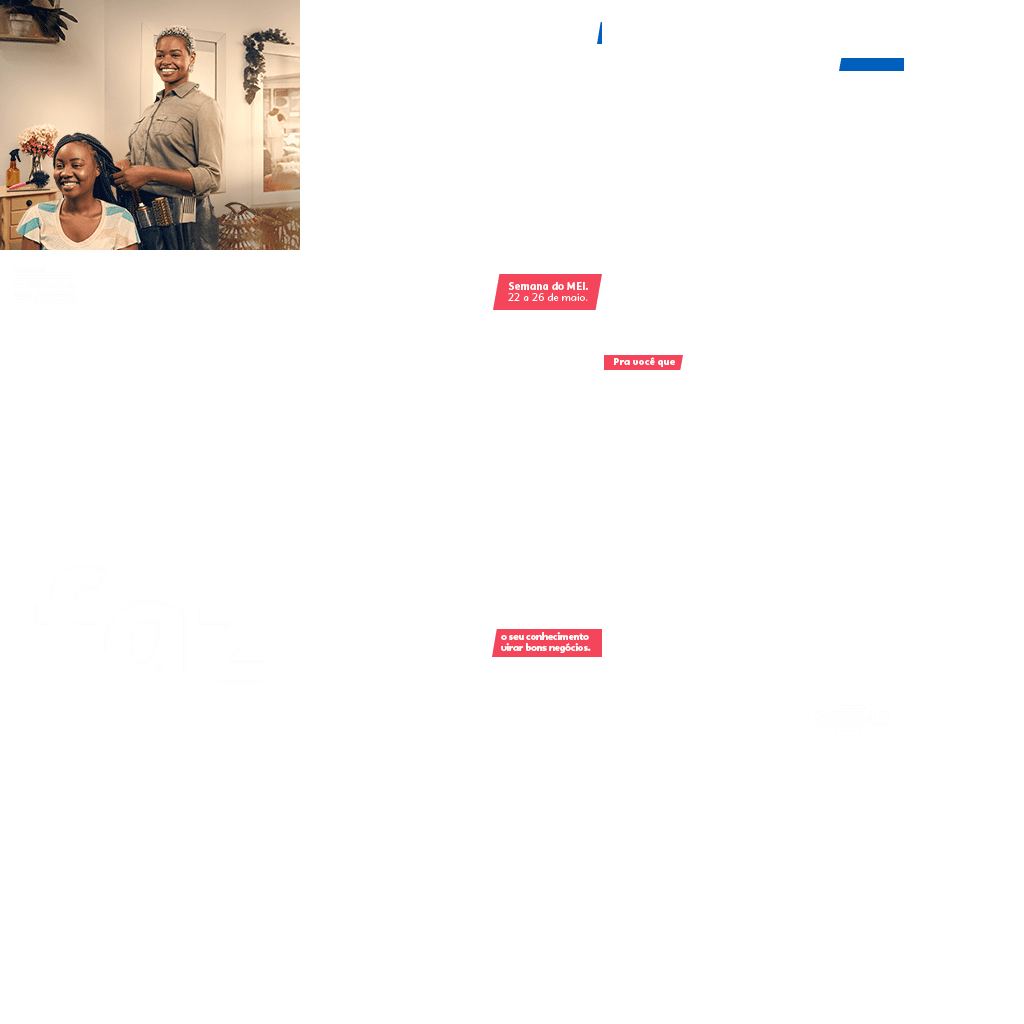 Semana do MEI.
22 a 26 de maio.
Pra você que
o seu conhecimento
virar bons negócios.